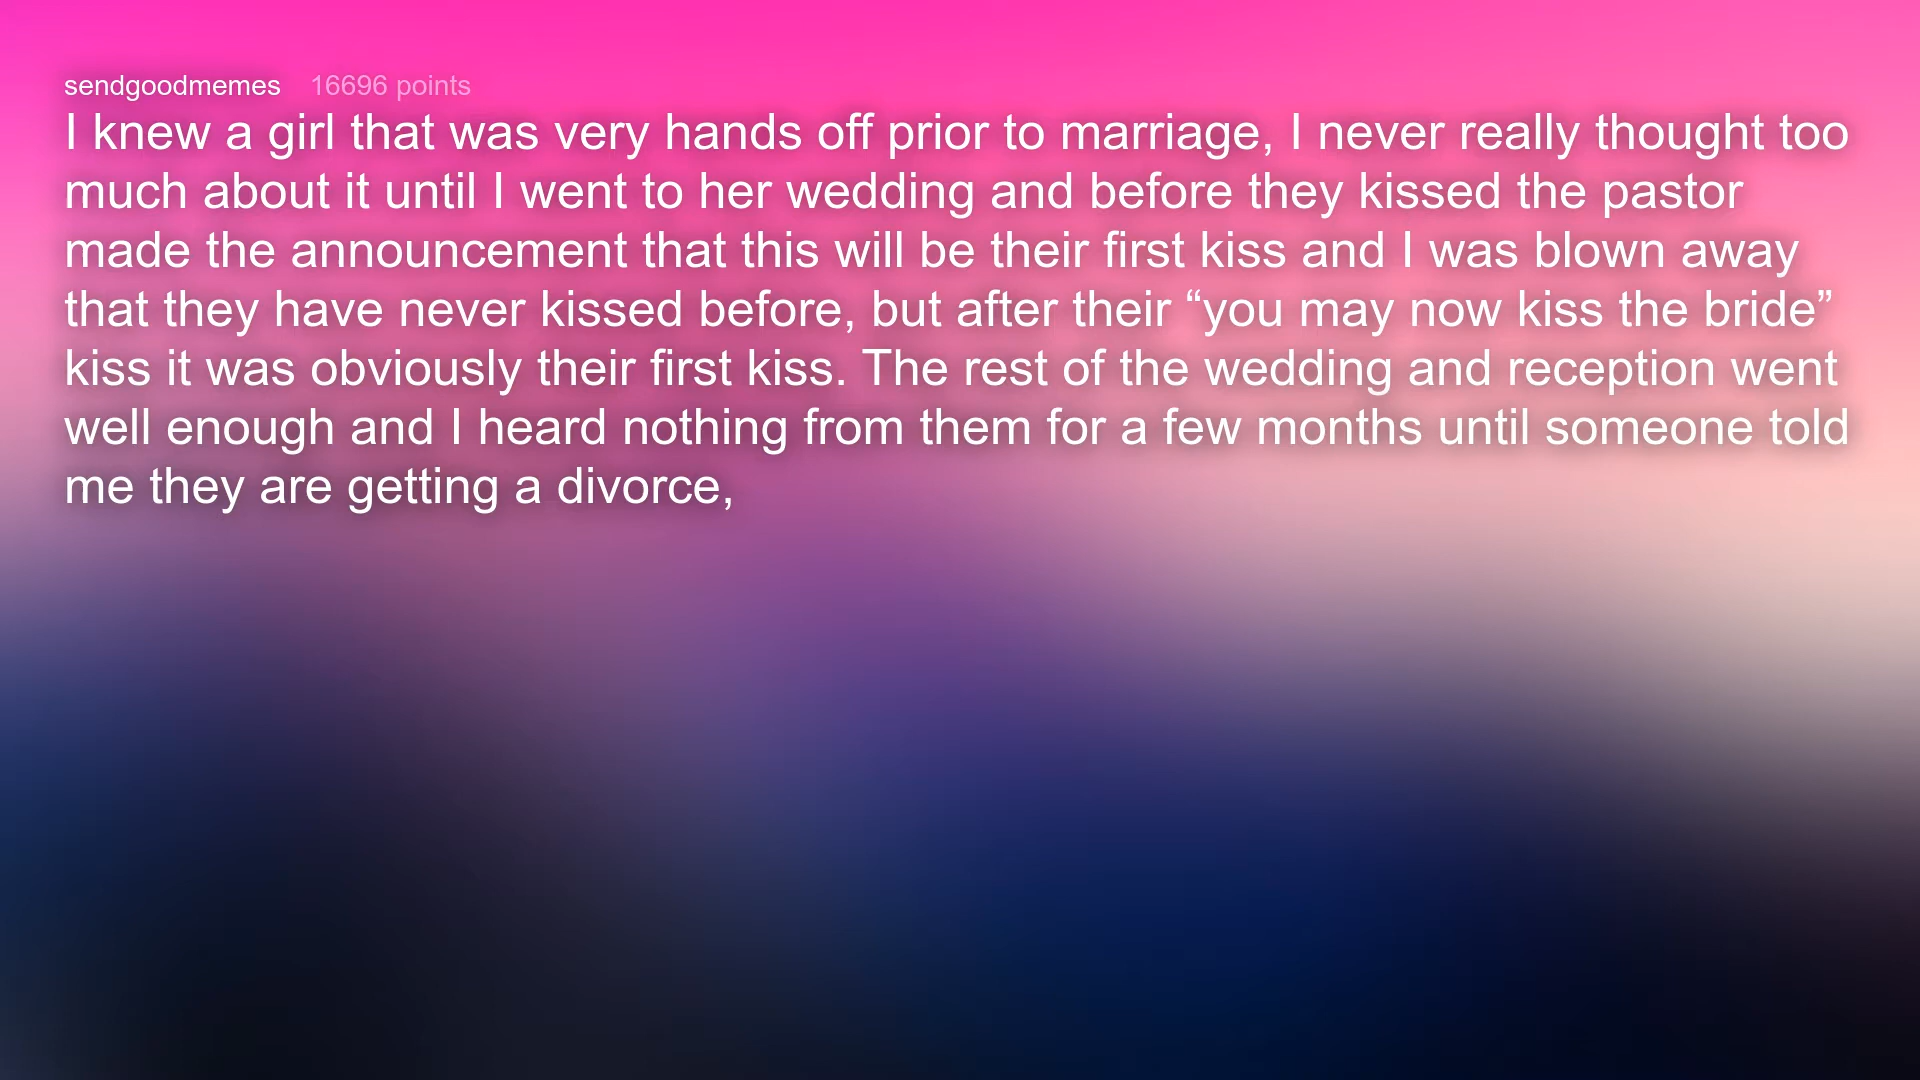 sendgoodmemes 16696 points
I knew a girl that was very hands off prior to marriage, I never really thought too
much about it until I went to her wedding and before they kissed the pastor
made the announcement that this will be their first kiss and I was blown away
that they have never kissed before, but after their “you may now kiss the bride”
kiss it was obviously their first kiss. The rest of the wedding and reception went
well enough and I heard nothing from them for a few months until someone told
me they are getting a divorce,